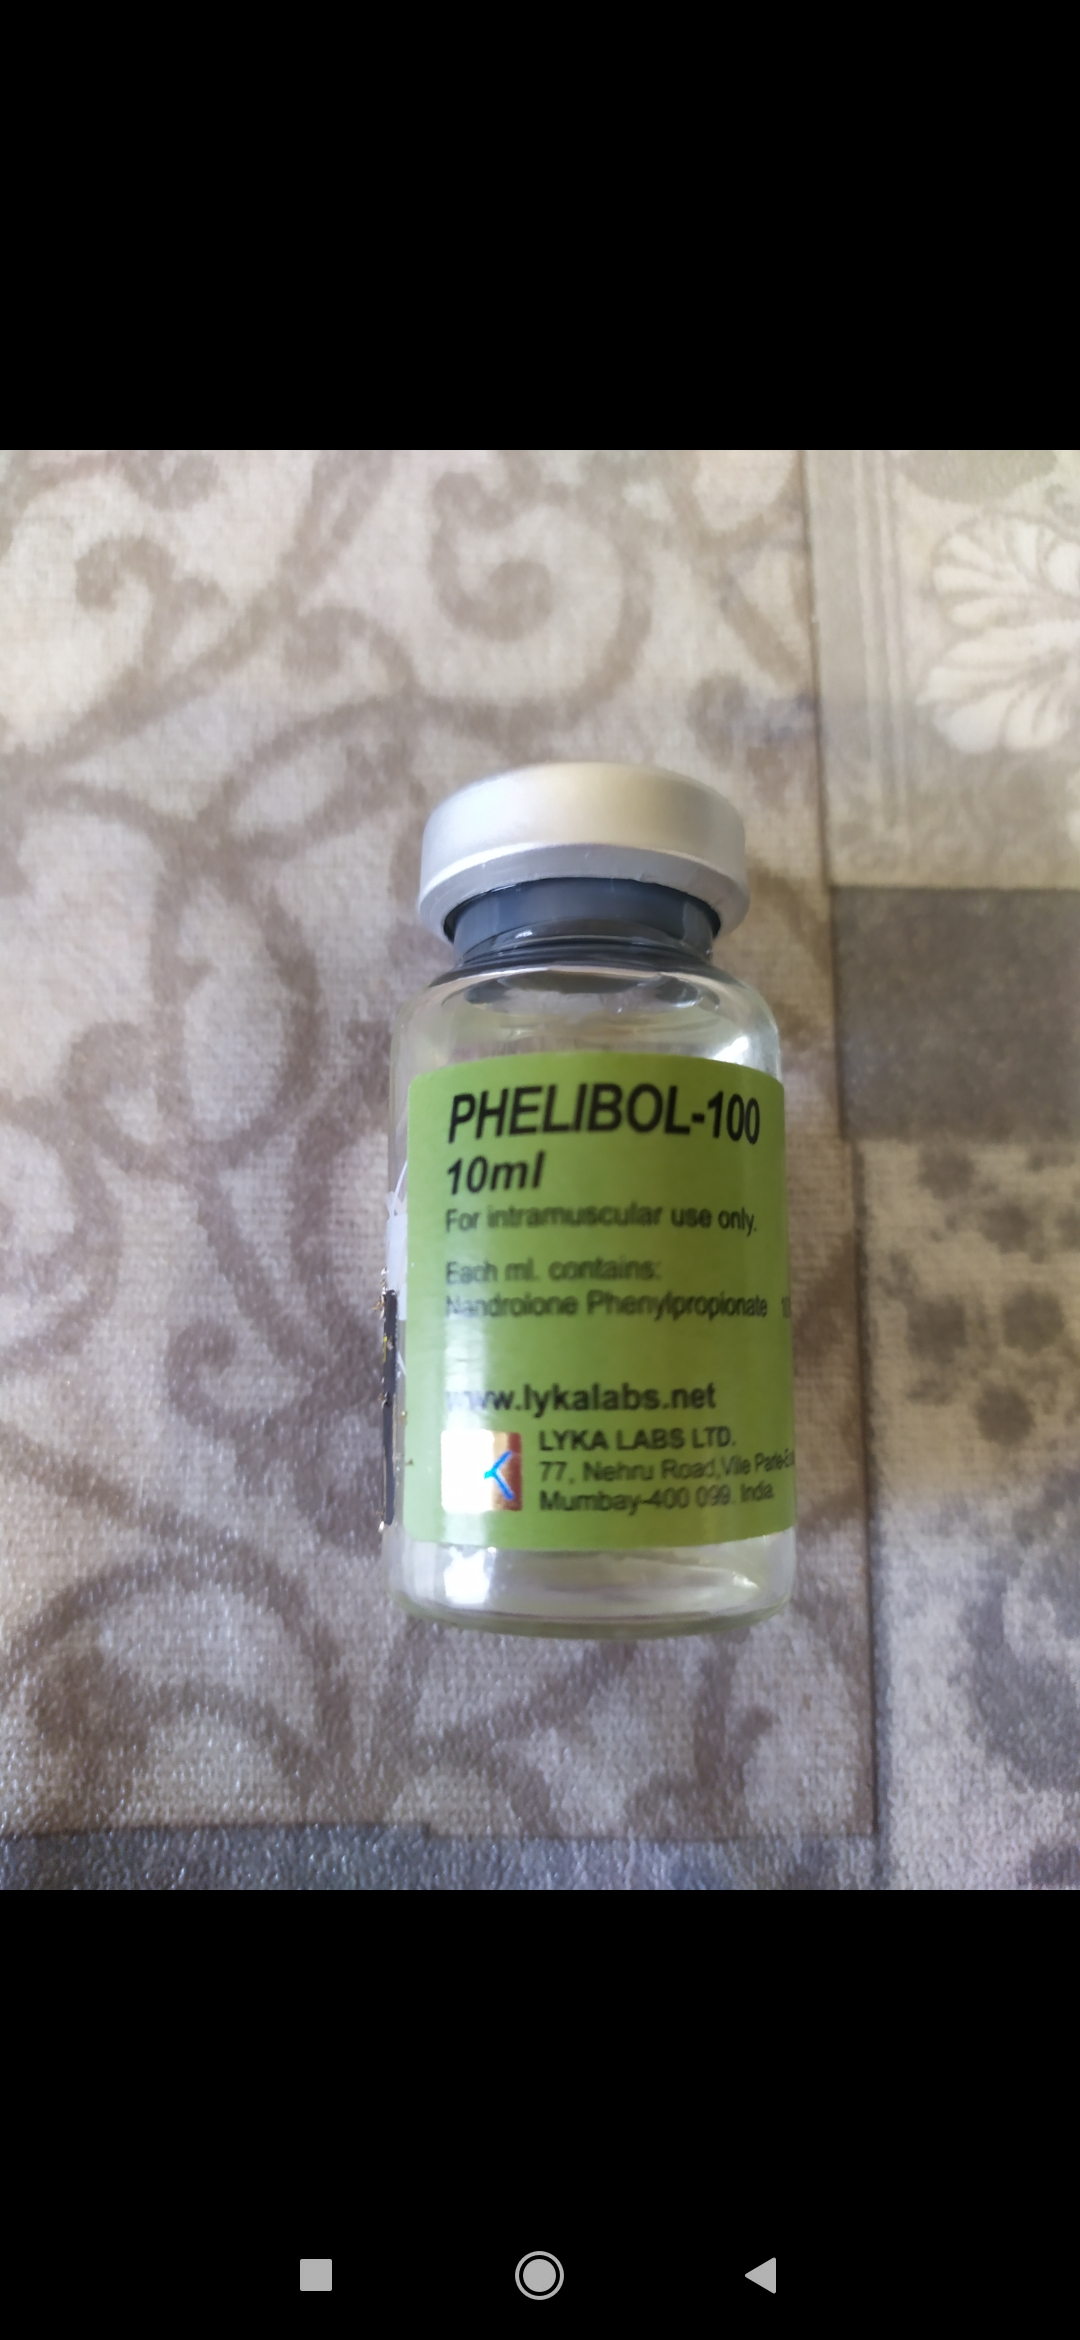 PHELIBOL-100
10ml
For intramuscular use only.
Each ml. contains:
Nandrolone Phenylpropionate
www.lykalabs.net
LYKA LABS LTD.
77, Nehru Road,Vile Parle-
Mumbay-400 099. India